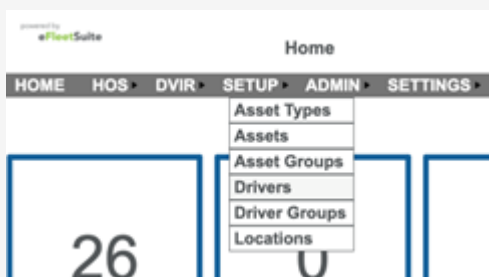 powered by
eFleetSuite
Home
HOME HOS DVIR SETUP ADMIN SETTINGS
Asset Types
Assets
Asset Groups
Drivers
Driver Groups
Locations
26
0